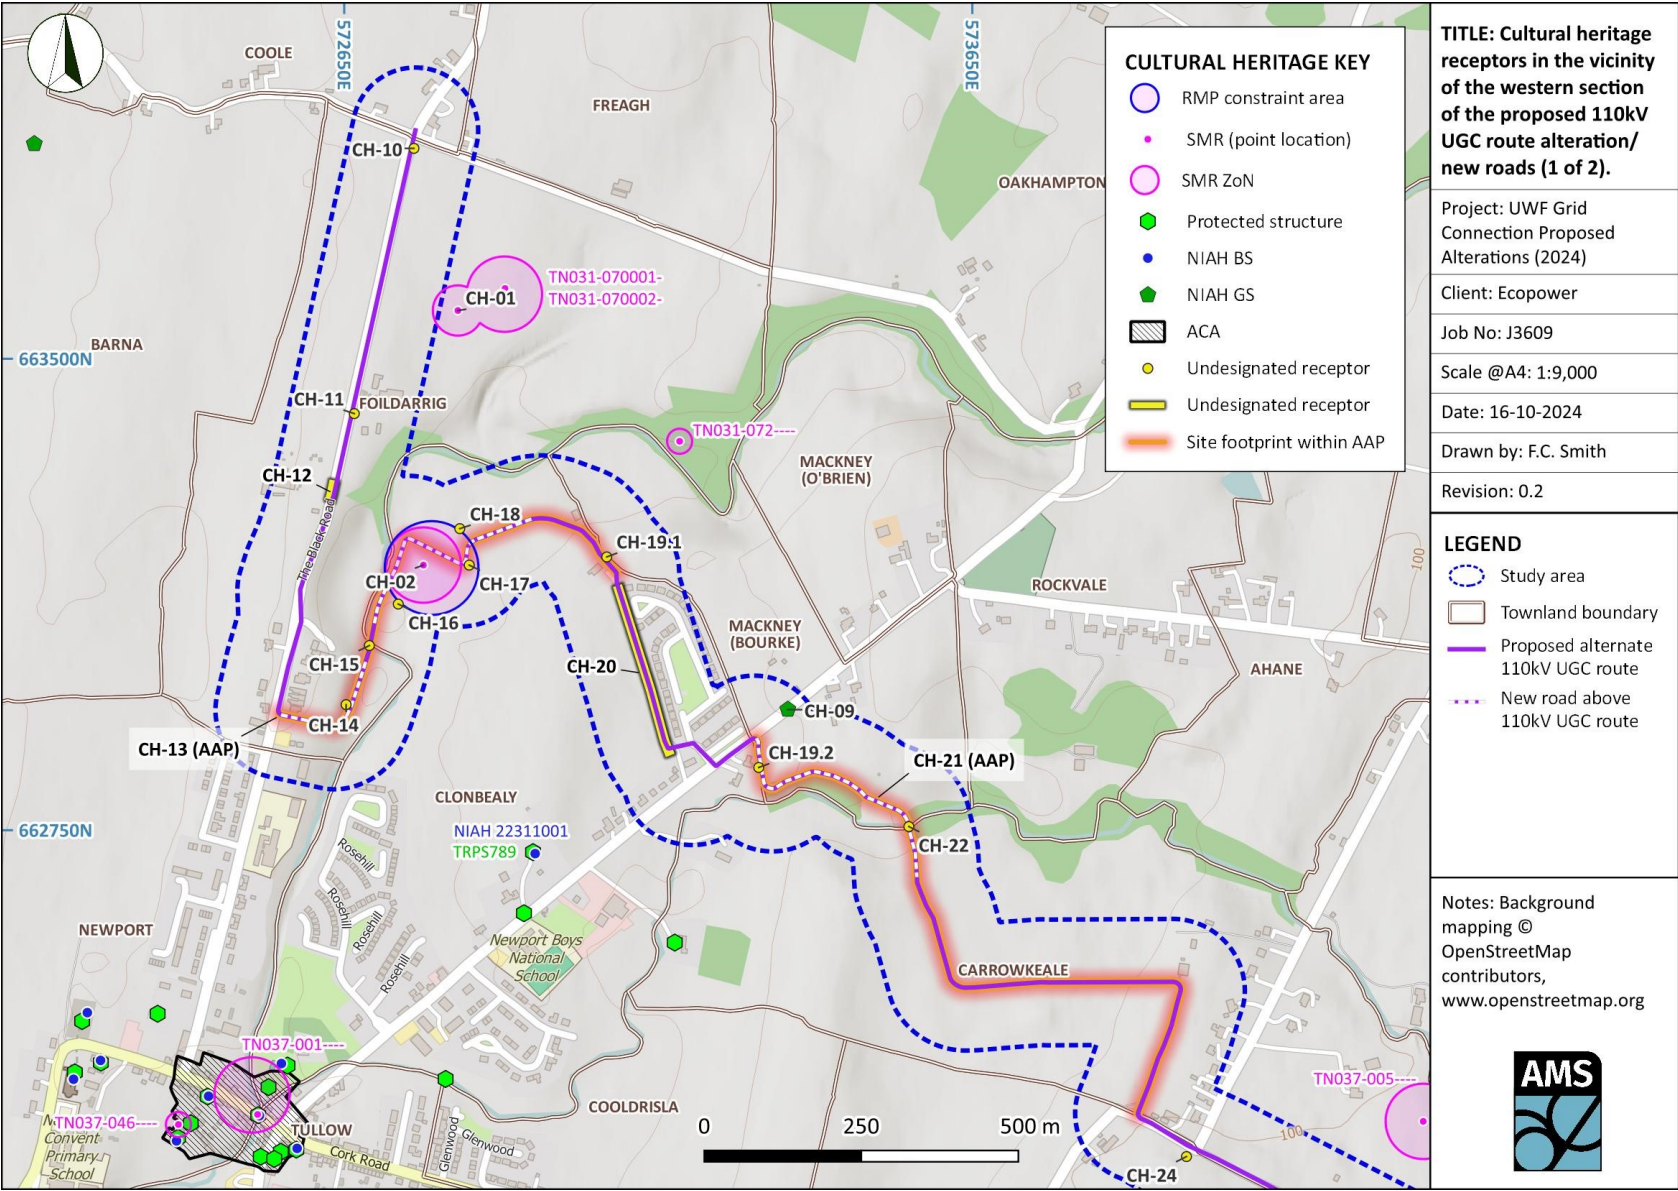 572650E
573650E
COOLE
FREAGH
CH-10
OAKHAMPTON
TN031-070001-
TN031-070002-
CH-01
BARNA
663500N
CH-11
FOILDARRIG
TN031-072----
MACKNEY
(O'BRIEN)
CH-12
The Black Road
CH-18
CH-19.1
CH-02
CH-17
CH-16
ROCKVALE
100
MACKNEY
(BOURKE)
CH-15
CH-20
AHANE
CH-14
CH-09
CH-13 (AAP)
CH-19.2
CH-21 (AAP)
CLONBEALY
662750N
NIAH 22311001
TRPS789
CH-22
Rosehill
Rosehill
Rosehill
Rosehill
NEWPORT
Newport Boys
National
School
CARROWKEALE
TN037-001----
TN037-005----
TN037-046----
COOLDRISLA
TULLOW
Convent
Primary
School
Cork Road
Glenwood
Glenwood
0 250 500 m
100
CH-24
CULTURAL HERITAGE KEY
RMP constraint area
SMR (point location)
SMR ZoN
Protected structure
NIAH BS
NIAH GS
ACA
Undesignated receptor
Undesignated receptor
Site footprint within AAP
TITLE: Cultural heritage
receptors in the vicinity
of the western section
of the proposed 110kV
UGC route alteration/
new roads (1 of 2).
Project: UWF Grid
Connection Proposed
Alterations (2024)
Client: Ecopower
Job No: J3609
Scale @A4: 1:9,000
Date: 16-10-2024
Drawn by: F.C. Smith
Revision: 0.2
LEGEND
Study area
Townland boundary
Proposed alternate
110kV UGC route
New road above
110kV UGC route
Notes: Background
mapping ©
OpenStreetMap
contributors,
www.openstreetmap.org
AMS